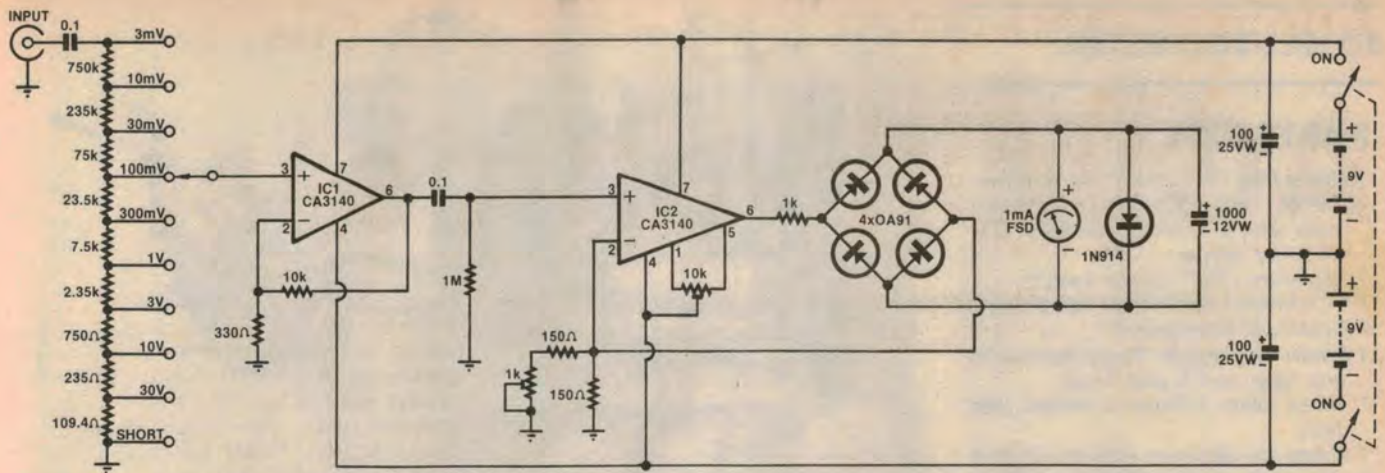 INPUT
0.1
3mV
750k
10mV
235k
30mV
75k
100mV
23.5k
300mV
7.5k
1V
2.35k
3V
750Ω
10V
235Ω
30V
109.4Ω
SHORT
3
+
7
IC1
CA3140
6
2
−
4
10k
330Ω
0.1
1M
3
+
7
IC2
CA3140
6
2
−
4
1
5
10k
150Ω
1k
150Ω
1k
4xOA91
+
1mA
FSD
−
1N914
+
1000
12VW
−
100
25VW
+
−
100
25VW
+
−
ON
+
9V
−
+
9V
−
ON